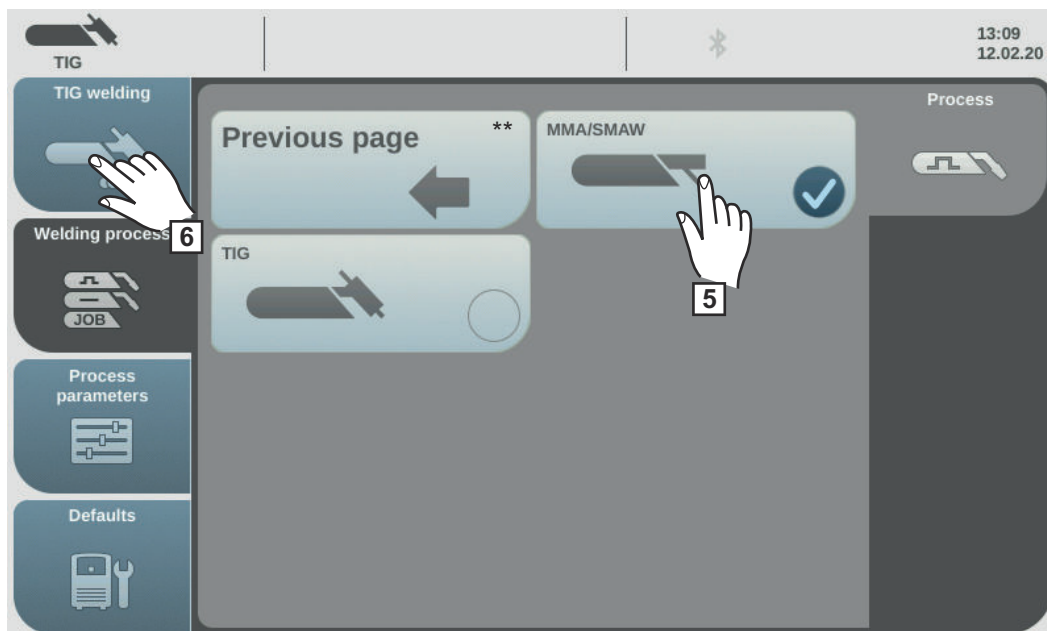 TIG
13:09
12.02.20
TIG welding
6
Welding process
JOB
Process
parameters
Defaults
Previous page **
MMA/SMAW
5
TIG
Process